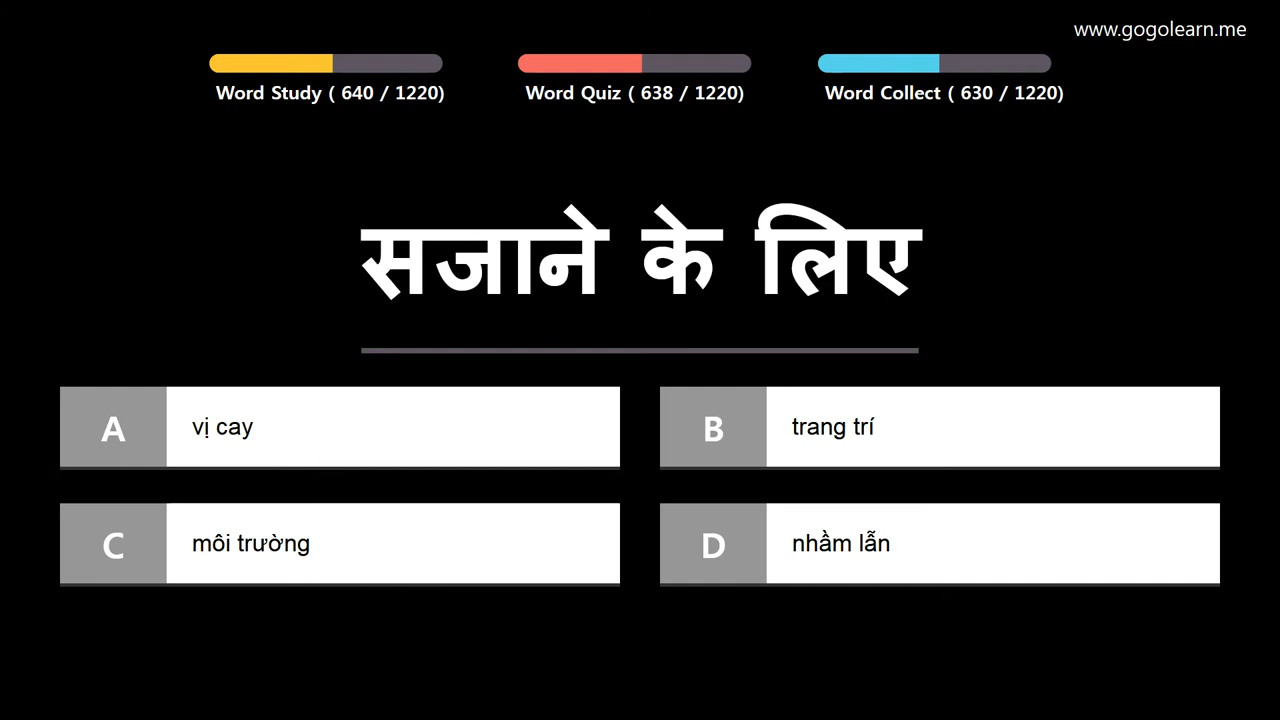 www.gogolearn.me
Word Study ( 640 / 1220)
Word Quiz ( 638 / 1220)
Word Collect ( 630 / 1220)
सजाने के लिए
A
vị cay
B
trang trí
C
môi trường
D
nhầm lẫn